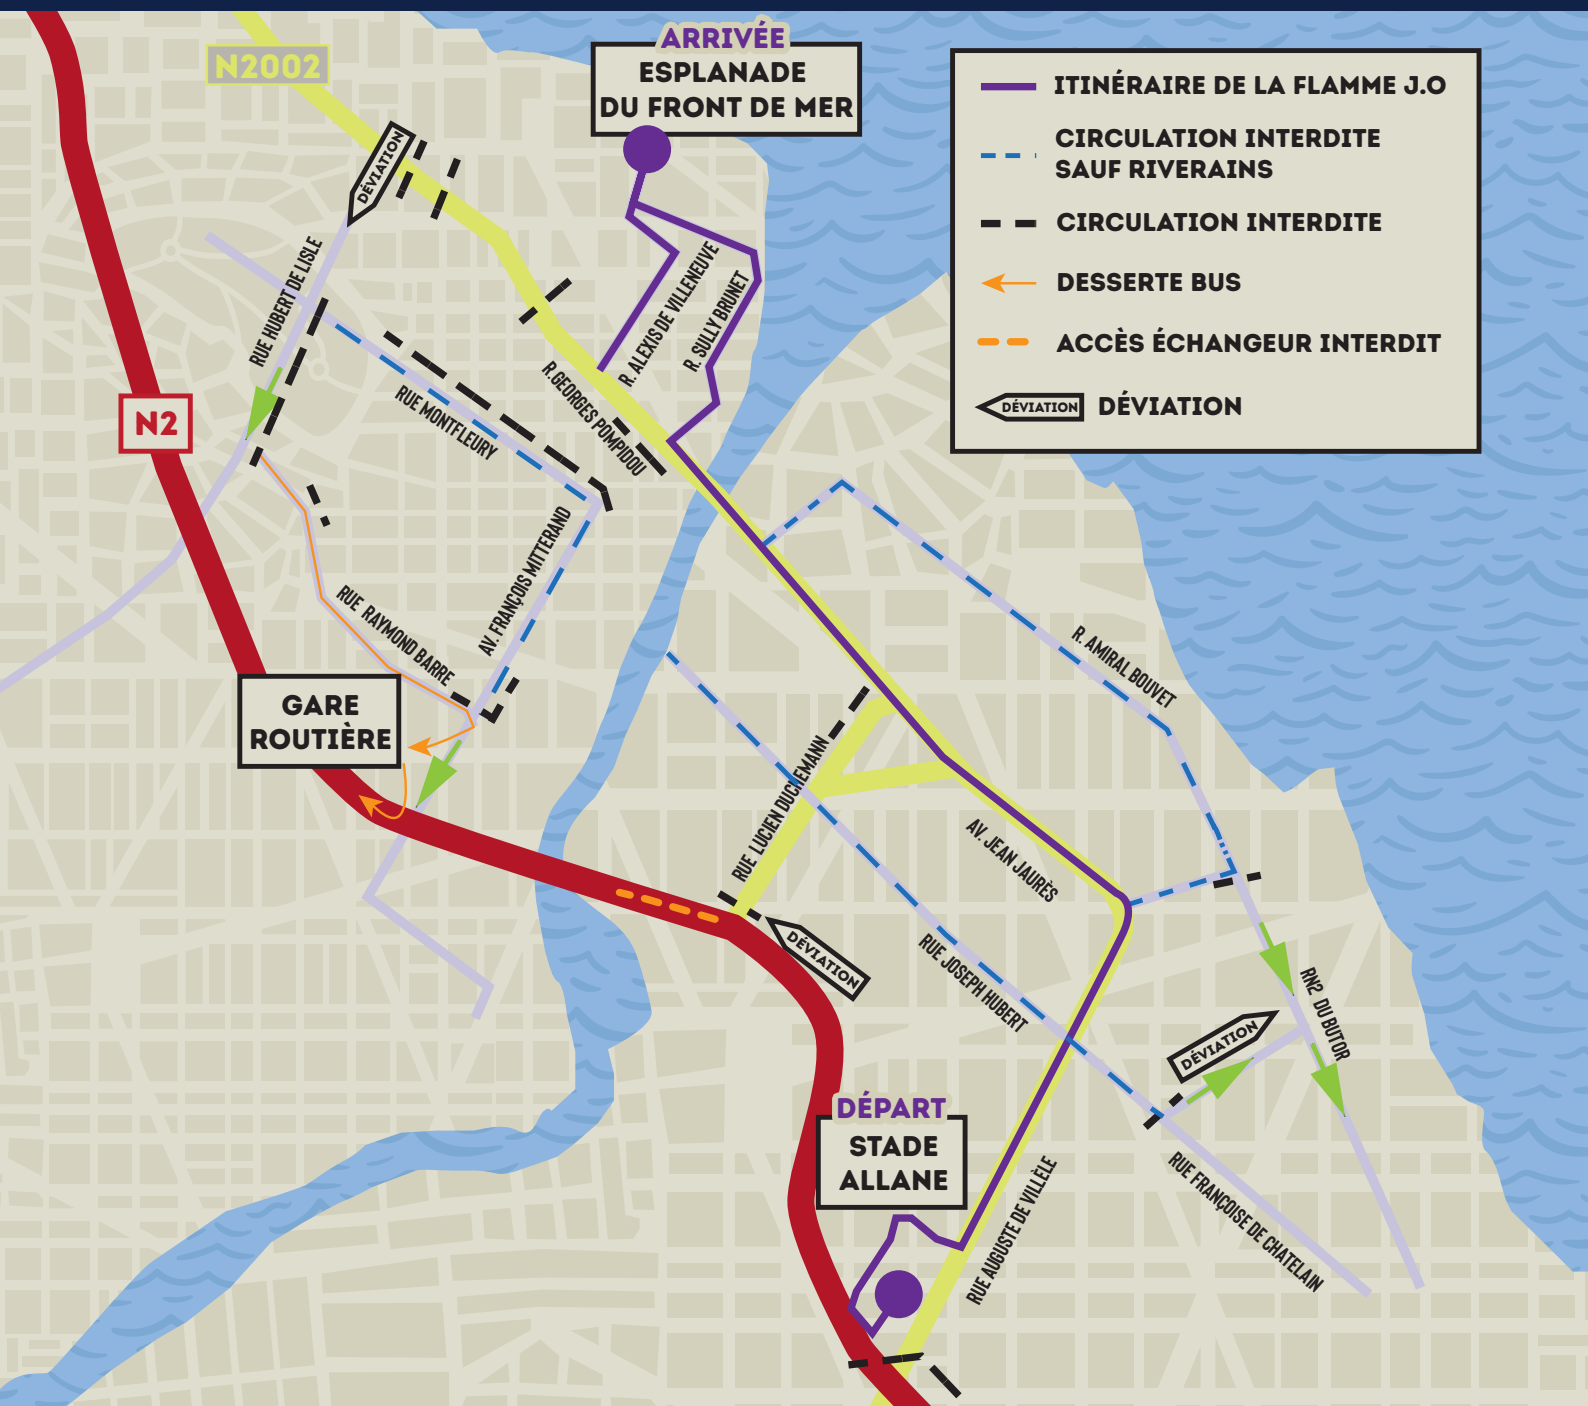 N2002
ARRIVÉE
ESPLANADE
DU FRONT DE MER
ITINÉRAIRE DE LA FLAMME J.O
CIRCULATION INTERDITE
SAUF RIVERAINS
CIRCULATION INTERDITE
DESSERTE BUS
ACCÈS ÉCHANGEUR INTERDIT
DÉVIATION
DÉVIATION
DÉVIATION
RUE HUBERT DE LISLE
R. ALEXIS DE VILLENEUVE
R. SULLY BRUNET
N2
RUE MONTFLEURY
R.GEORGES POMPIDOU
AV. FRANÇOIS MITTERAND
RUE RAYMOND BARRE
R. AMIRAL BOUVET
GARE
ROUTIÈRE
RUE LUCIEN DUCHEMANN
AV. JEAN JAURÈS
DÉVIATION
RUE JOSEPH HUBERT
RN2 DU BUTOR
DÉVIATION
DÉPART
STADE
ALLANE
RUE AUGUSTE DE VILLÈLE
RUE FRANÇOISE DE CHATELAIN